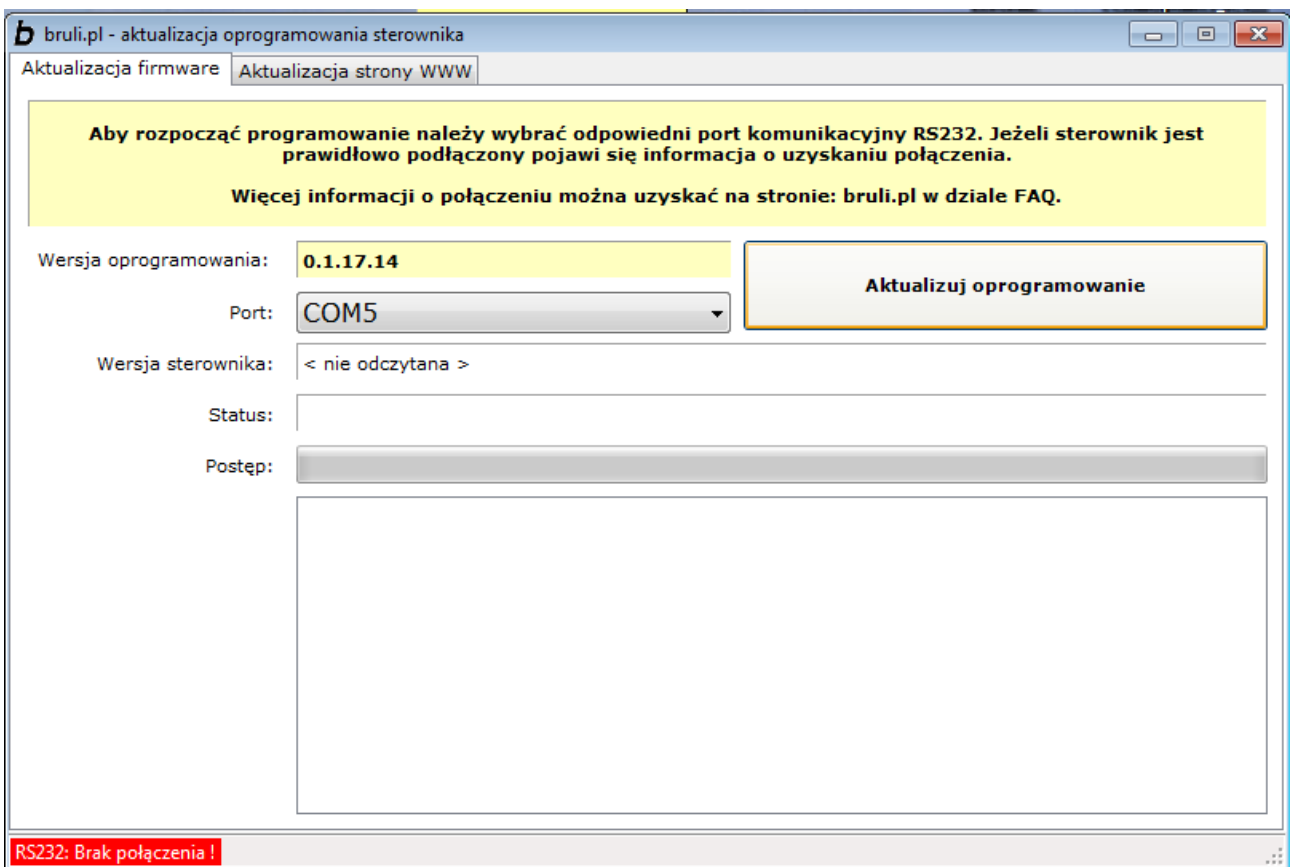 b bruli.pl - aktualizacja oprogramowania sterownika
Aktualizacja firmware Aktualizacja strony WWW
Aby rozpocząć programowanie należy wybrać odpowiedni port komunikacyjny RS232. Jeżeli sterownik jest
prawidłowo podłączony pojawi się informacja o uzyskaniu połączenia.
Więcej informacji o połączeniu można uzyskać na stronie: bruli.pl w dziale FAQ.
Wersja oprogramowania: 0.1.17.14
Aktualizuj oprogramowanie
Port: COM5
Wersja sterownika: < nie odczytana >
Status:
Postęp:
RS232: Brak połączenia !